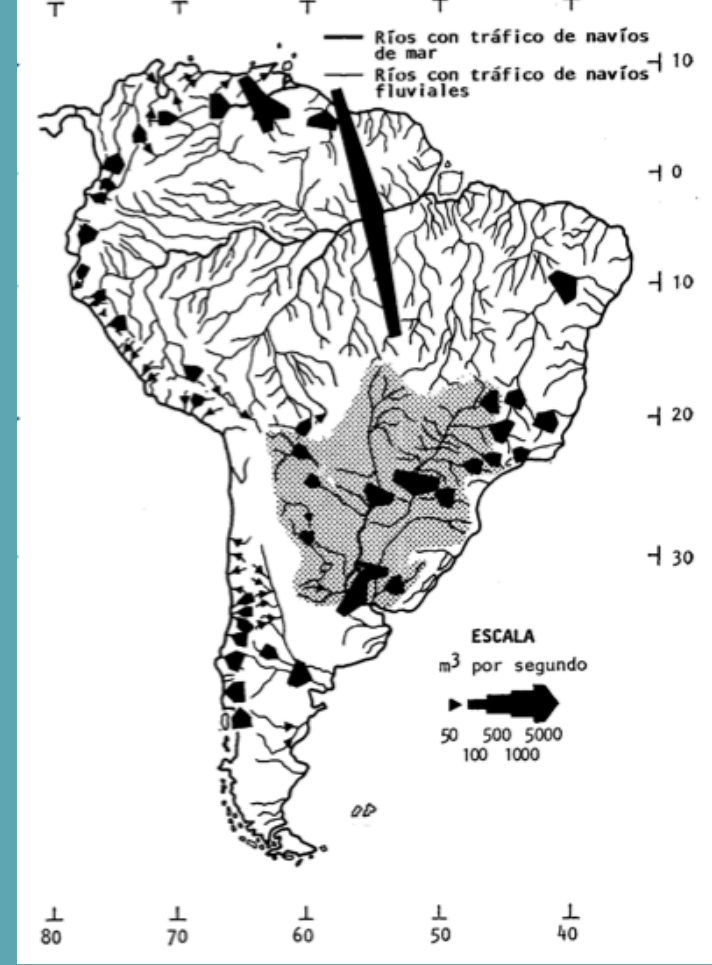 Ríos con tráfico de navíos
de mar
Ríos con tráfico de navíos
fluviales
10
0
10
20
30
ESCALA
m³ por segundo
50 500 5000
100 1000
80 70 60 50 40